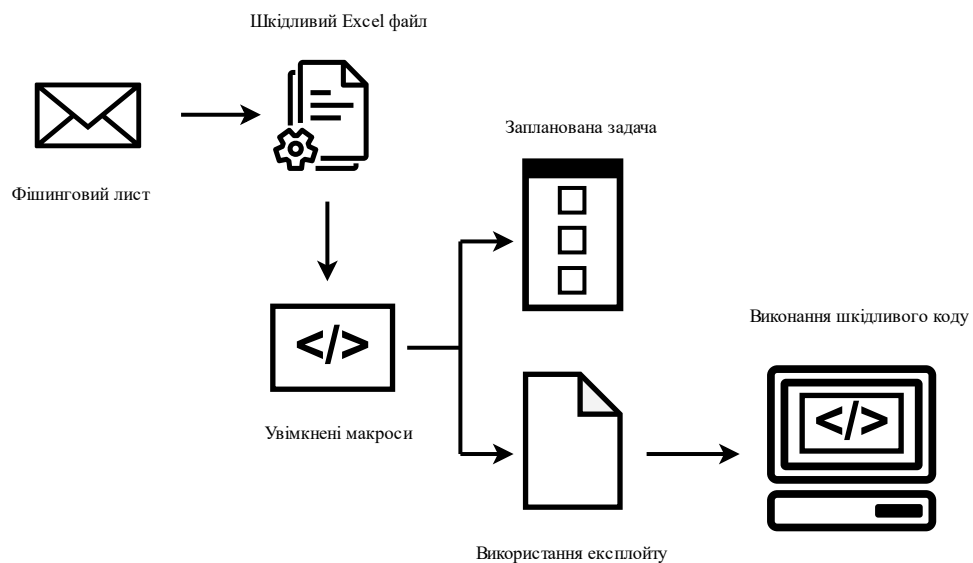 Шкідливий Excel файл
Фішинговий лист
Запланована задача
</>
Увімкнені макроси
Виконання шкідливого коду
</>
Використання експлойту